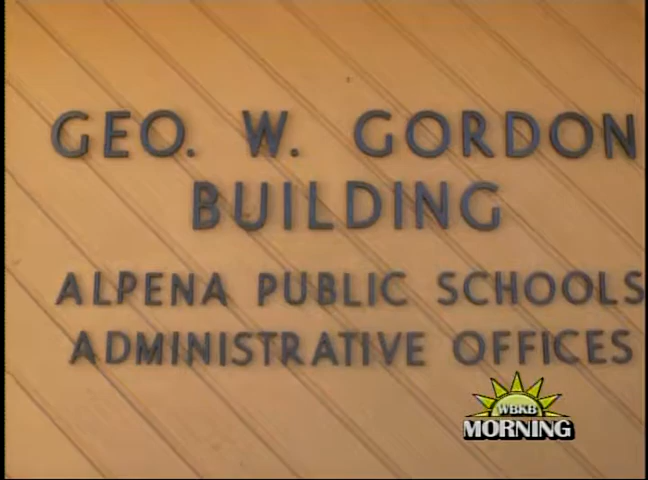 GEO. W. GORDON
BUILDING
ALPENA PUBLIC SCHOOLS
ADMINISTRATIVE OFFICES
WBKB
MORNING